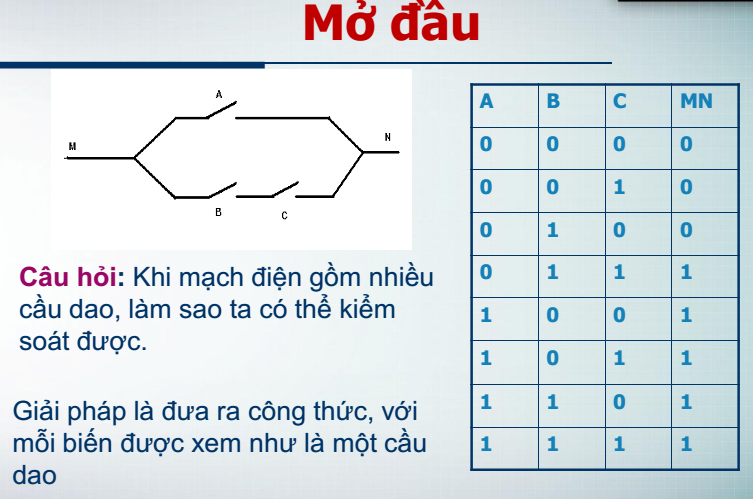 Mở đầu
A
M
N
B
C
Câu hỏi: Khi mạch điện gồm nhiều
cầu dao, làm sao ta có thể kiểm
soát được.
Giải pháp là đưa ra công thức, với
mỗi biến được xem như là một cầu
dao
A B C MN
0 0 0 0
0 0 1 0
0 1 0 0
0 1 1 1
1 0 0 1
1 0 1 1
1 1 0 1
1 1 1 1